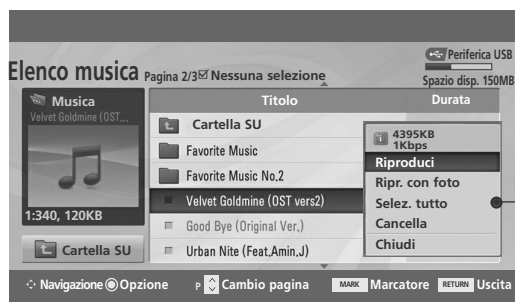 Periferica USB
Elenco musica Pagina 2/3 Nessuna selezione Spazio disp. 150MB
Musica
Velvet Goldmine (OST...
1:340, 120KB
Cartella SU
Titolo Durata
Cartella SU
Favorite Music
Favorite Music No.2
Velvet Goldmine (OST vers2)
Good Bye (Original Ver.)
Urban Nite (Feat.Amin,J)
4395KB
1Kbps
Riproduci
Ripr. con foto
Selez. tutto
Cancella
Chiudi
Navigazione Opzione P Cambio pagina MARK Marcatore RETURN Uscita